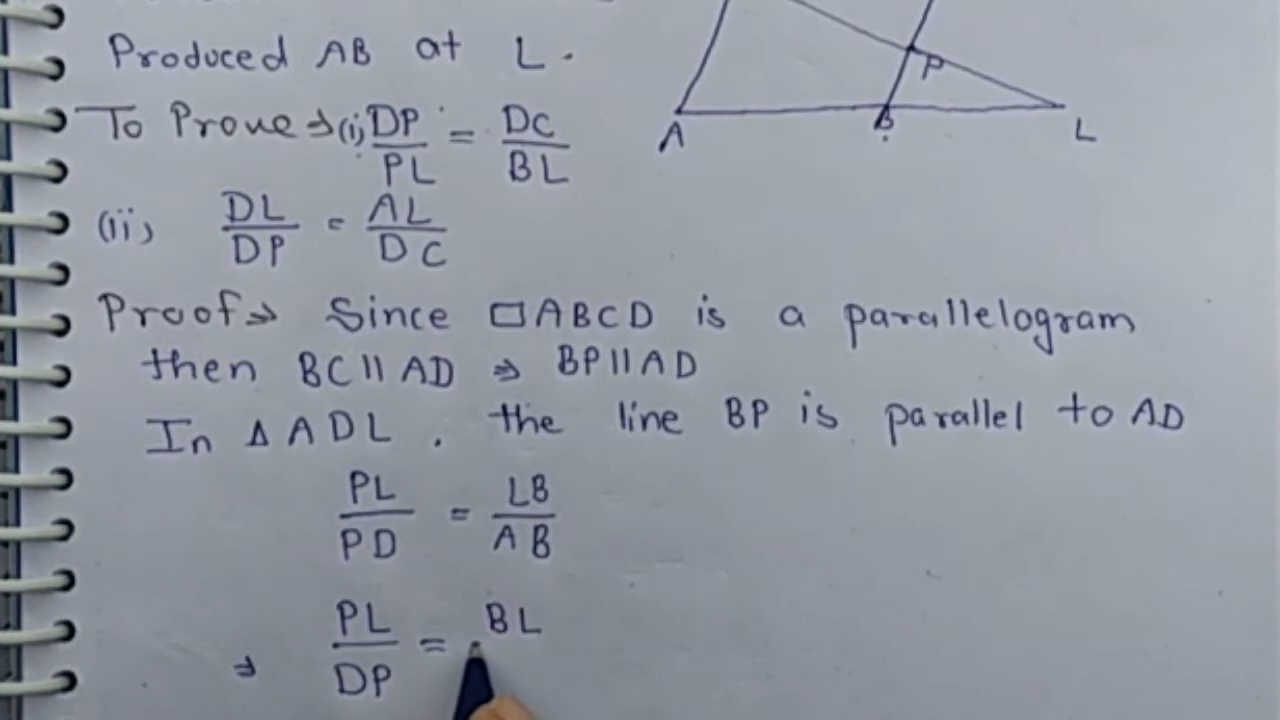 Produced AB at L.
To Prove ⇒ (i) DP/PL = DC/BL
(ii) DL/DP = AL/DC
Proof ⇒ Since □ABCD is a parallelogram
then BC || AD ⇒ BP || AD
In Δ ADL . the line BP is parallel to AD
PL/PD = LB/AB
⇒ PL/DP = BL
P
A B L